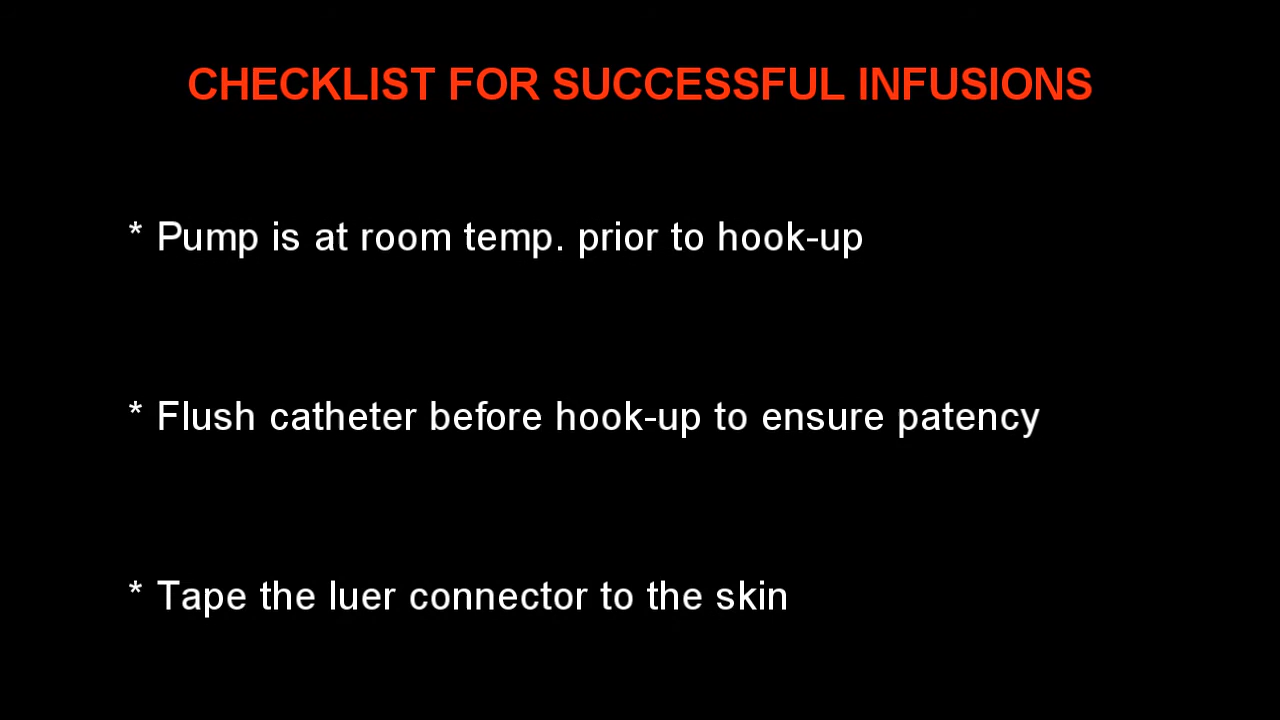 CHECKLIST FOR SUCCESSFUL INFUSIONS
* Pump is at room temp. prior to hook-up
* Flush catheter before hook-up to ensure patency
* Tape the luer connector to the skin